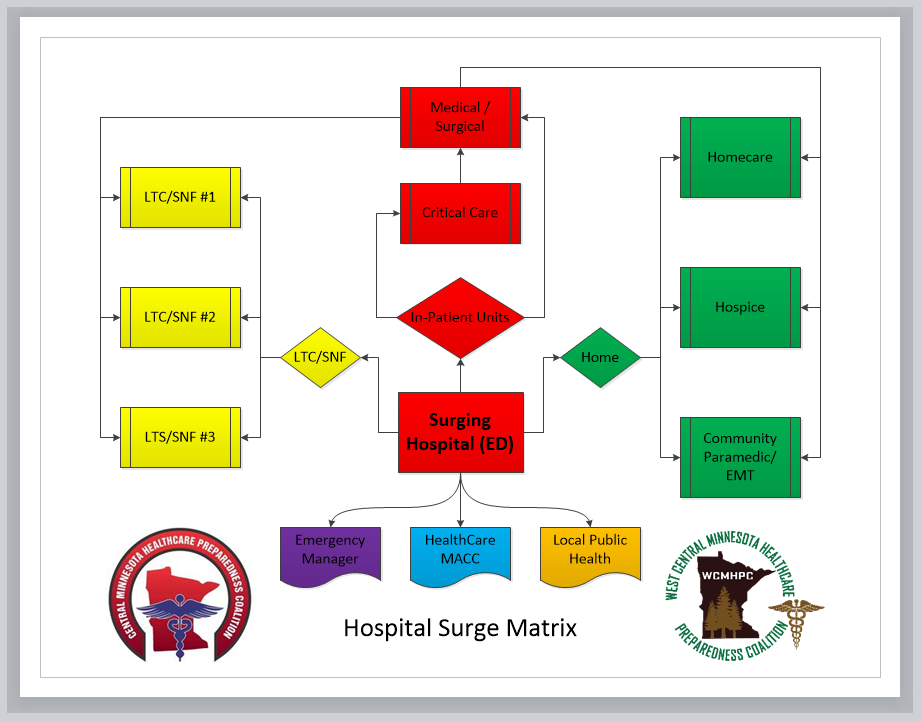 Medical /
Surgical
LTC/SNF #1
Critical Care
Homecare
LTC/SNF #2
In-Patient Units
Hospice
LTC/SNF
Home
LTS/SNF #3
Surging
Hospital (ED)
Community
Paramedic/
EMT
Emergency
Manager
HealthCare
MACC
Local Public
Health
CENTRAL MINNESOTA HEALTHCARE PREPAREDNESS COALITION
Hospital Surge Matrix
WEST CENTRAL MINNESOTA HEALTHCARE
WCMHPC
PREPAREDNESS COALITION